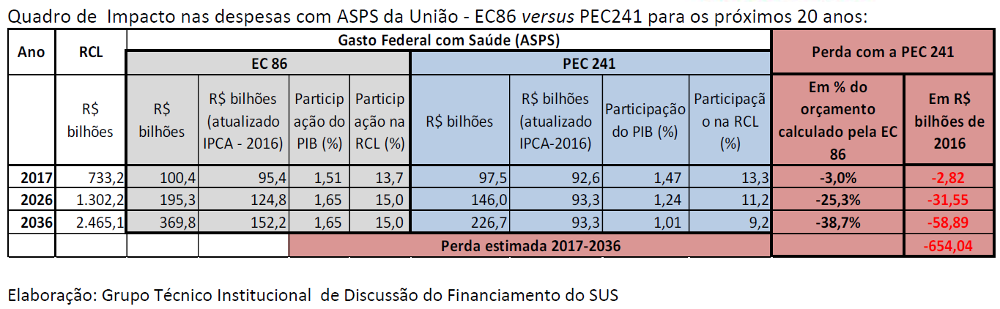 Quadro de Impacto nas despesas com ASPS da União - EC86 versus PEC241 para os próximos 20 anos:
Ano RCL Gasto Federal com Saúde (ASPS) Perda com a PEC 241
EC 86 PEC 241
R$ bilhões R$ bilhões R$ bilhões (atualizado IPCA - 2016) Particip ação do PIB (%) Particip ação na RCL (%) R$ bilhões R$ bilhões (atualizado IPCA-2016) Participação do PIB (%) Participaçã o na RCL (%) Em % do orçamento calculado pela EC 86 Em R$ bilhões de 2016
2017 733,2 100,4 95,4 1,51 13,7 97,5 92,6 1,47 13,3 -3,0% -2,82
2026 1.302,2 195,3 124,8 1,65 15,0 146,0 93,3 1,24 11,2 -25,3% -31,55
2036 2.465,1 369,8 152,2 1,65 15,0 226,7 93,3 1,01 9,2 -38,7% -58,89
Perda estimada 2017-2036 -654,04
Elaboração: Grupo Técnico Institucional de Discussão do Financiamento do SUS